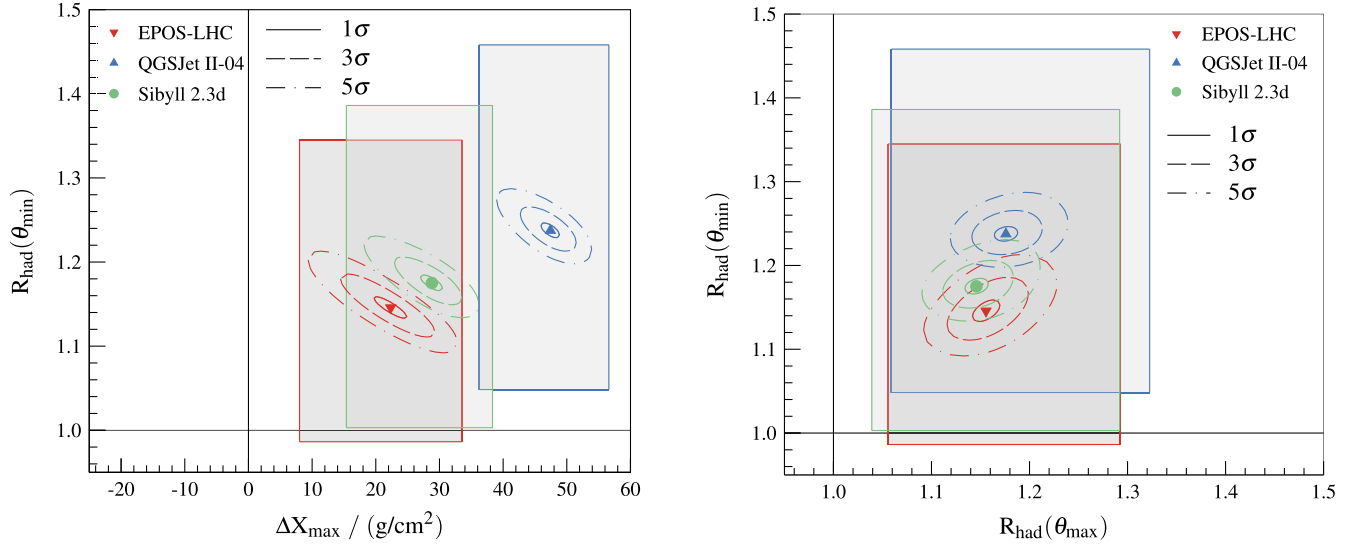 1.5
1.4
1.3
1.2
1.1
1.0
R_had(θ_min)
-20 -10 0 10 20 30 40 50 60
ΔX_max / (g/cm²)
EPOS-LHC
QGSJet II-04
Sibyll 2.3d
1σ
3σ
5σ
1.5
1.4
1.3
1.2
1.1
1.0
R_had(θ_min)
1.0 1.1 1.2 1.3 1.4 1.5
R_had(θ_max)
EPOS-LHC
QGSJet II-04
Sibyll 2.3d
1σ
3σ
5σ